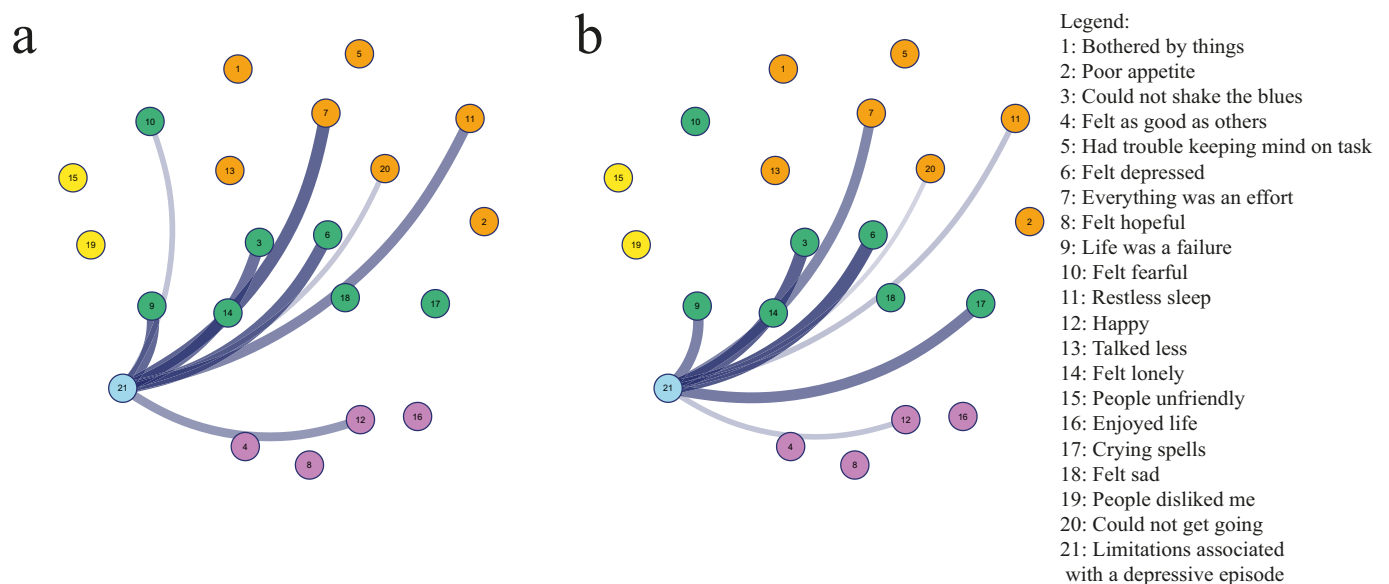 a
b
5
1
7
11
10
13
20
15
2
19
3
6
9
14
18
17
21
12
16
4
8
5
1
7
11
10
13
20
15
2
19
3
6
9
14
18
17
21
12
16
4
8
Legend:
1: Bothered by things
2: Poor appetite
3: Could not shake the blues
4: Felt as good as others
5: Had trouble keeping mind on task
6: Felt depressed
7: Everything was an effort
8: Felt hopeful
9: Life was a failure
10: Felt fearful
11: Restless sleep
12: Happy
13: Talked less
14: Felt lonely
15: People unfriendly
16: Enjoyed life
17: Crying spells
18: Felt sad
19: People disliked me
20: Could not get going
21: Limitations associated
with a depressive episode